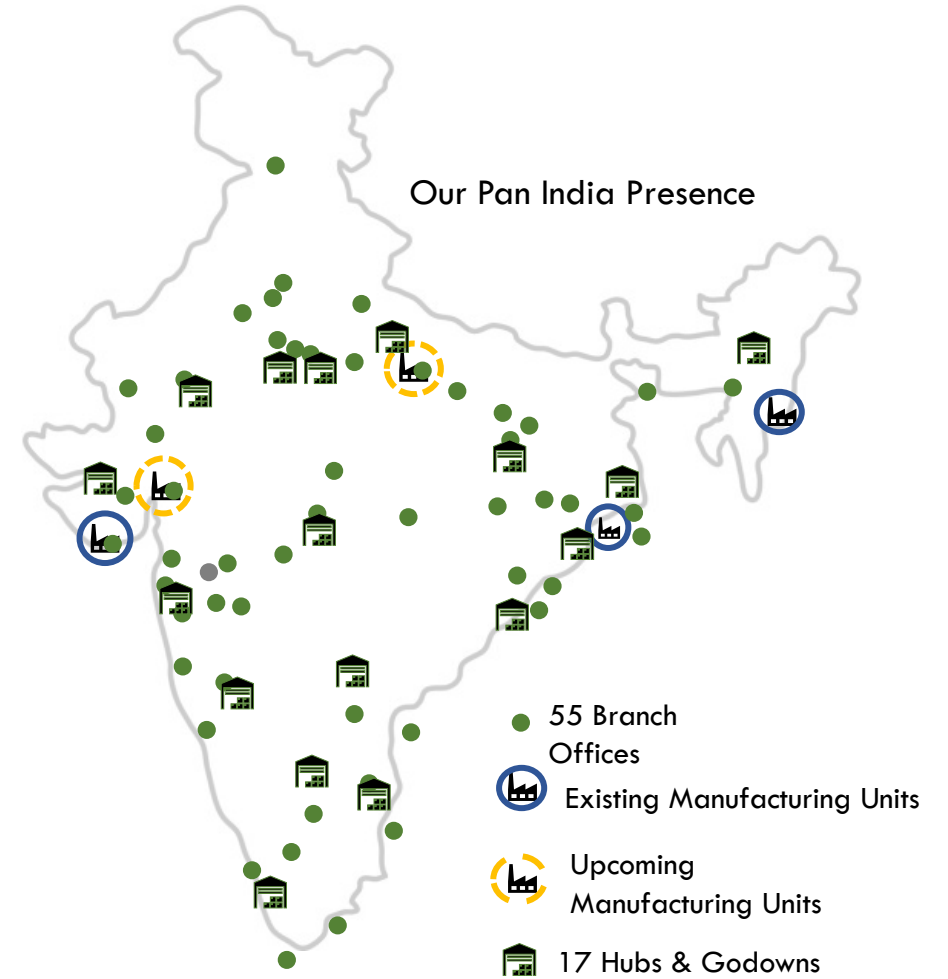 Our Pan India Presence
55 Branch
Offices
Existing Manufacturing Units
Upcoming
Manufacturing Units
17 Hubs & Godowns